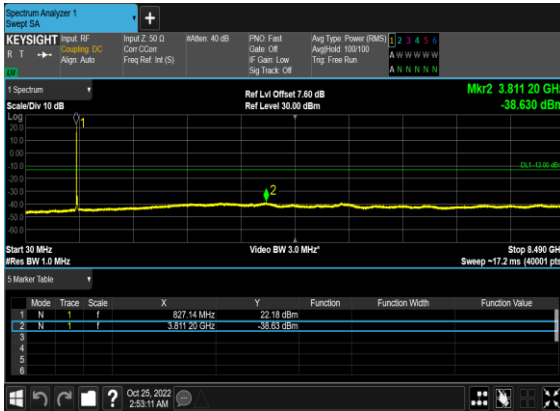 Spectrum Analyzer 1
Swept SA
+
KEYSIGHT
R T
Input: RF
Coupling: DC
Align: Auto
Input Z: 50 Ω
Corr CCorr
Freq Ref: Int (S)
#Atten: 40 dB
PNO: Fast
Gate: Off
IF Gain: Low
Sig Track: Off
Avg Type: Power (RMS)
Avg|Hold: 100/100
Trig: Free Run
1 2 3 4 5 6
A W W W W W
A N N N N N
1 Spectrum
Scale/Div 10 dB
Ref Lvl Offset 7.60 dB
Ref Level 30.00 dBm
Mkr2 3.811 20 GHz
-38.630 dBm
Log
20.0
10.0
0.00
-10.0
-20.0
-30.0
-40.0
-50.0
-60.0
1
2
DL1 -13.00 dBm
Start 30 MHz
#Res BW 1.0 MHz
Video BW 3.0 MHz*
Stop 8.490 GHz
Sweep ~17.2 ms (40001 pts)
5 Marker Table
Mode Trace Scale X Y Function Function Width Function Value
1 N 1 f 827.14 MHz 22.18 dBm
2 N 1 f 3.811 20 GHz -38.63 dBm
3
4
5
6
?
Oct 25, 2022
2:53:11 AM